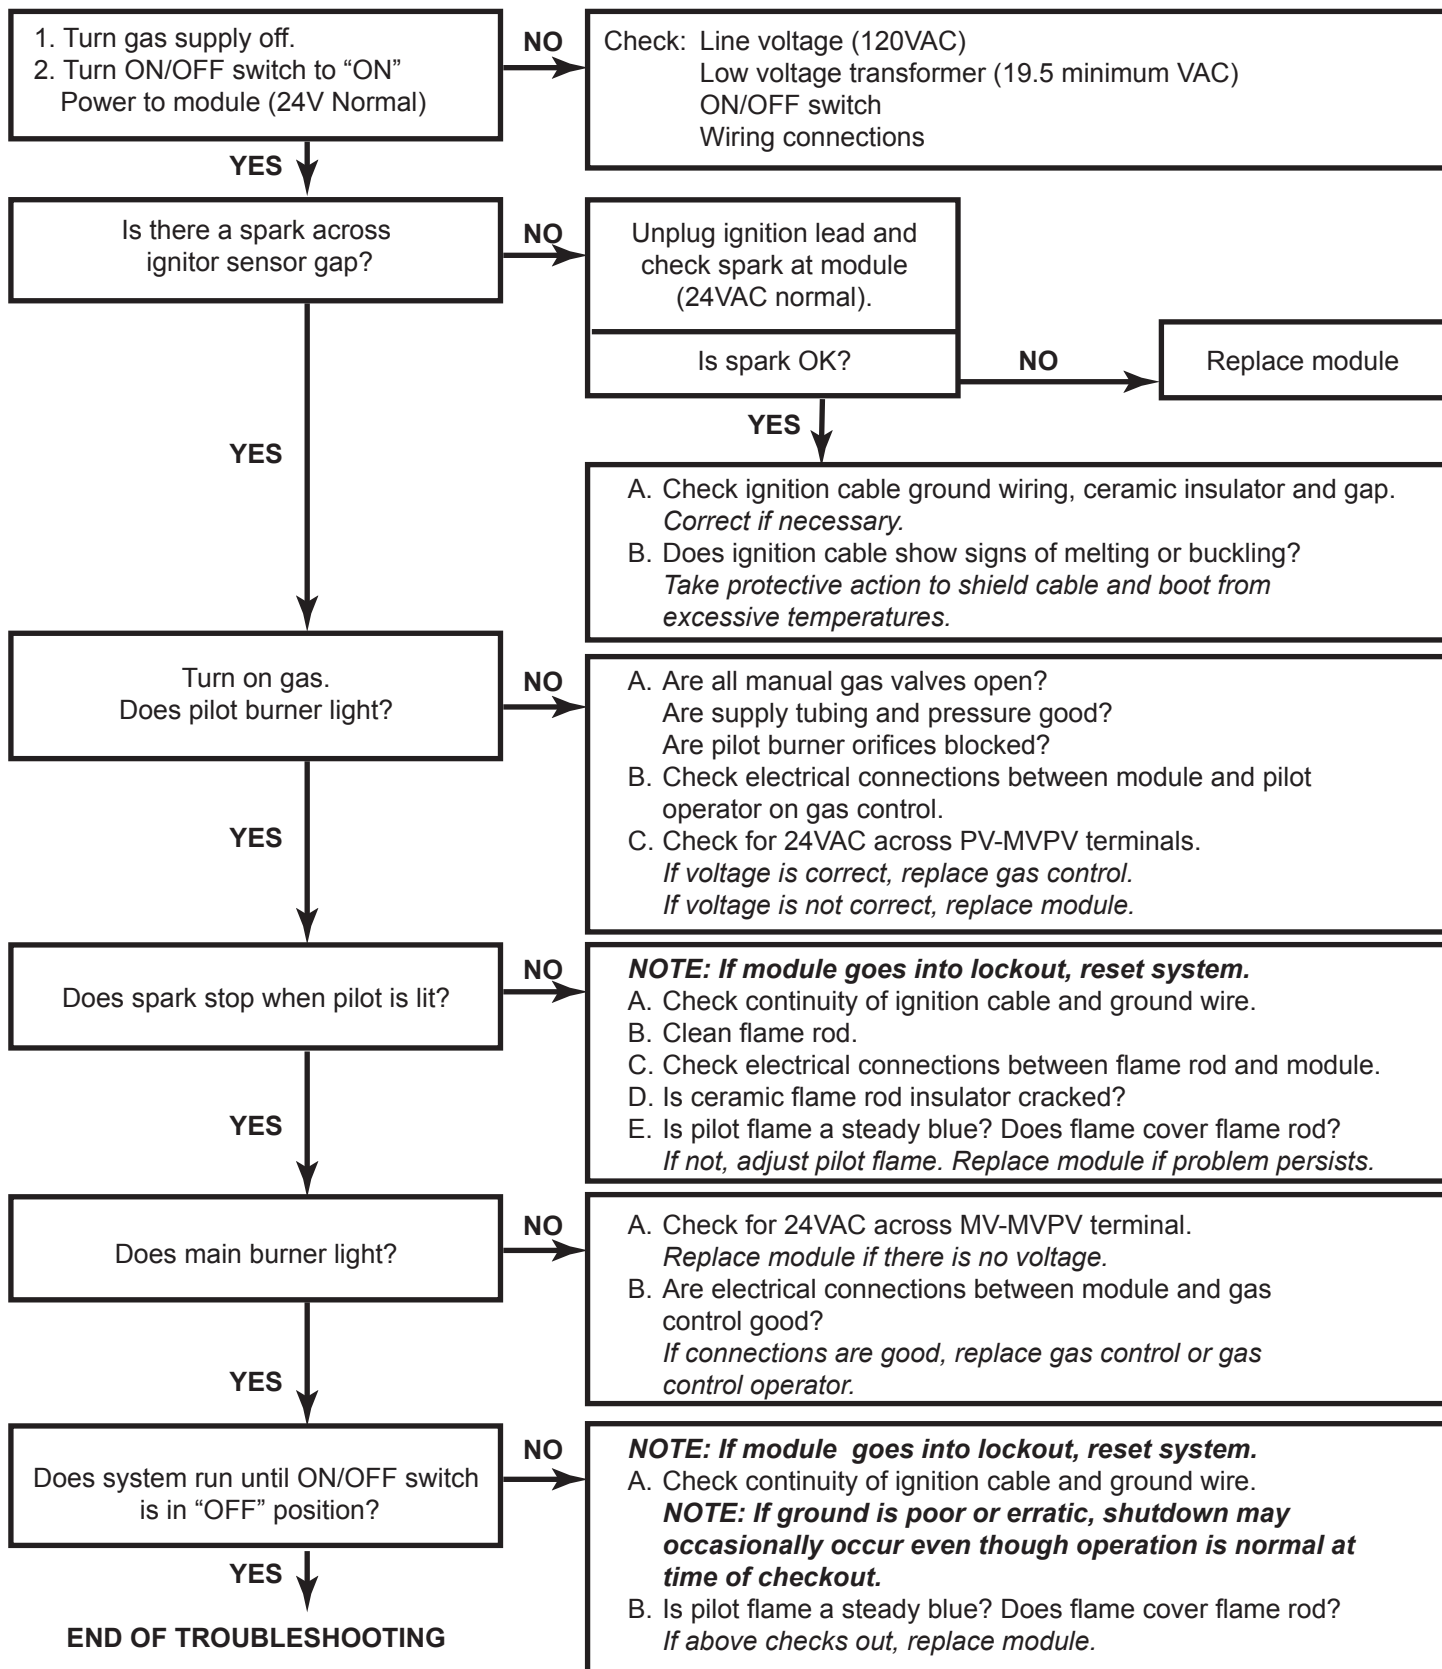 1. Turn gas supply off.
2. Turn ON/OFF switch to “ON”
Power to module (24V Normal)
NO
Check: Line voltage (120VAC)
Low voltage transformer (19.5 minimum VAC)
ON/OFF switch
Wiring connections
YES
Is there a spark across
ignitor sensor gap?
NO
Unplug ignition lead and
check spark at module
(24VAC normal).
Is spark OK?
NO
Replace module
YES
YES
A. Check ignition cable ground wiring, ceramic insulator and gap.
Correct if necessary.
B. Does ignition cable show signs of melting or buckling?
Take protective action to shield cable and boot from
excessive temperatures.
Turn on gas.
Does pilot burner light?
NO
A. Are all manual gas valves open?
Are supply tubing and pressure good?
Are pilot burner orifices blocked?
B. Check electrical connections between module and pilot
operator on gas control.
C. Check for 24VAC across PV-MVPV terminals.
If voltage is correct, replace gas control.
If voltage is not correct, replace module.
YES
Does spark stop when pilot is lit?
NO
NOTE: If module goes into lockout, reset system.
A. Check continuity of ignition cable and ground wire.
B. Clean flame rod.
C. Check electrical connections between flame rod and module.
D. Is ceramic flame rod insulator cracked?
E. Is pilot flame a steady blue? Does flame cover flame rod?
If not, adjust pilot flame. Replace module if problem persists.
YES
Does main burner light?
NO
A. Check for 24VAC across MV-MVPV terminal.
Replace module if there is no voltage.
B. Are electrical connections between module and gas
control good?
If connections are good, replace gas control or gas
control operator.
YES
Does system run until ON/OFF switch
is in “OFF” position?
NO
NOTE: If module goes into lockout, reset system.
A. Check continuity of ignition cable and ground wire.
NOTE: If ground is poor or erratic, shutdown may
occasionally occur even though operation is normal at
time of checkout.
B. Is pilot flame a steady blue? Does flame cover flame rod?
If above checks out, replace module.
YES
END OF TROUBLESHOOTING